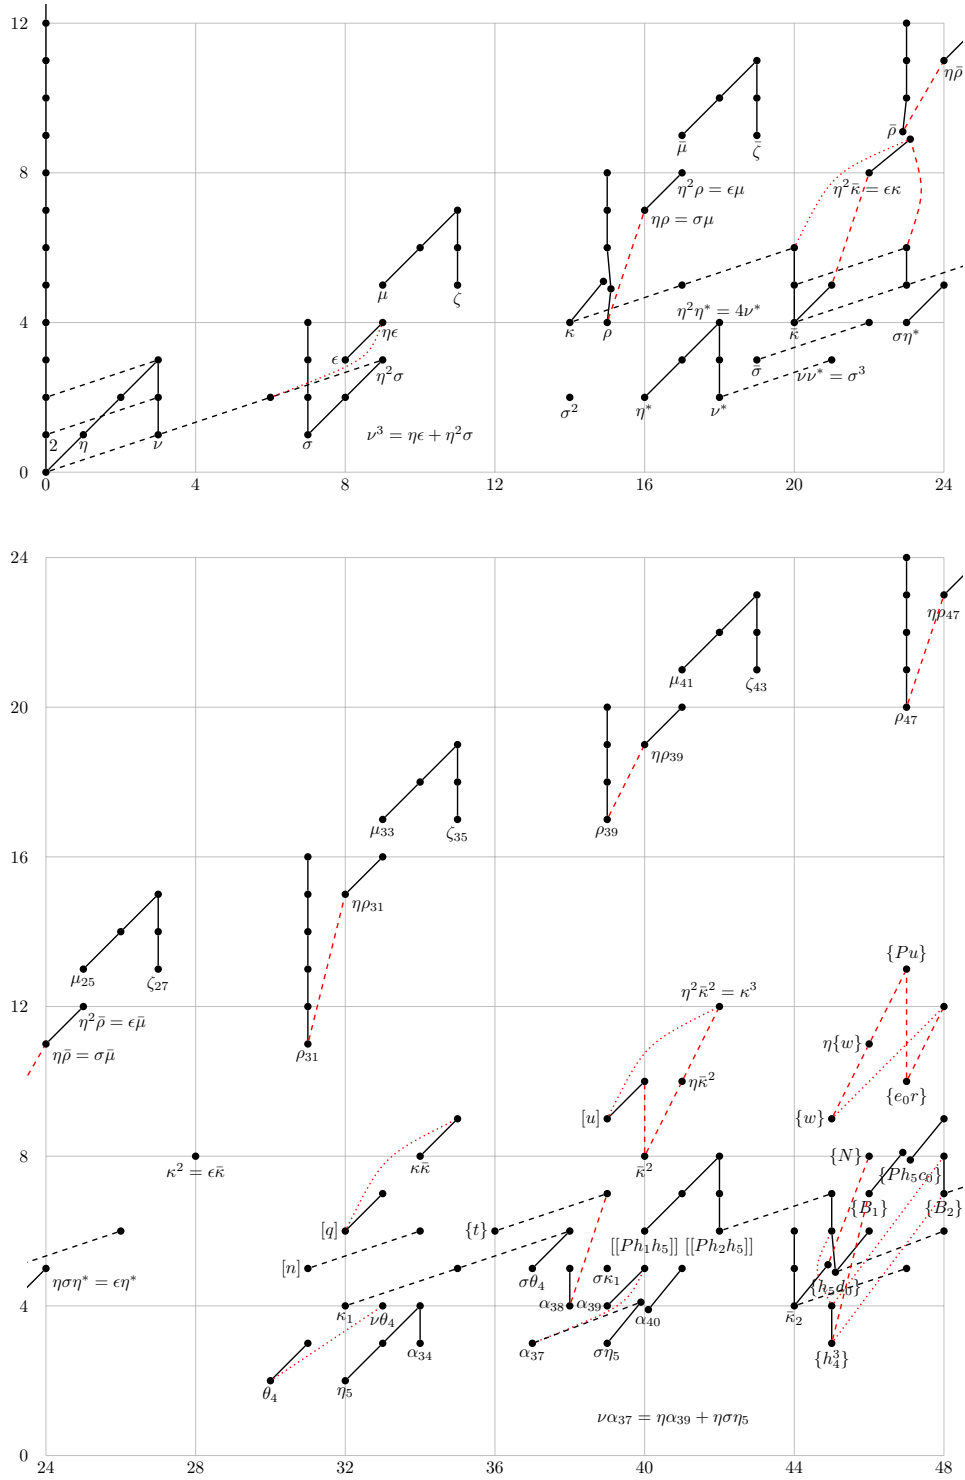 12
η ρ̄
μ̄
ζ̄
ρ̄
8
η²ρ = ϵμ
η²κ̄ = ϵκ
ηρ = σμ
μ
ζ
4
ηϵ
κ
ρ
η²η* = 4ν*
κ̄
ση*
ϵ
η²σ
σ̄
νν* = σ³
2
η
ν
σ
ν³ = ηϵ + η²σ
σ²
η*
ν*
0
0
4
8
12
16
20
24
24
μ₄₁
ζ₄₃
ηρ₄₇
20
ρ₄₇
ηρ₃₉
μ₃₃
ζ₃₅
ρ₃₉
16
ηρ₃₁
μ₂₅
ζ₂₇
{Pu}
12
η²ρ̄ = ϵμ̄
η²κ̄² = κ³
ηρ̄ = σμ̄
ρ₃₁
ηκ̄²
η{w}
[u]
{w}
{e₀r}
8
κ² = ϵκ̄
κκ̄
κ̄²
{N}
{Ph₅c₀}
[q]
{t}
[[Ph₁h₅]]
[[Ph₂h₅]]
{B₁}
{B₂}
[n]
ηση* = ϵη*
σθ₄
σκ₁
{h₅d₀}
4
κ₁
νθ₄
α₃₈
α₃₉
α₄₀
κ̄₂
θ₄
η₅
α₃₄
α₃₇
ση₅
{h₄³}
να₃₇ = ηα₃₉ + ηση₅
0
24
28
32
36
40
44
48